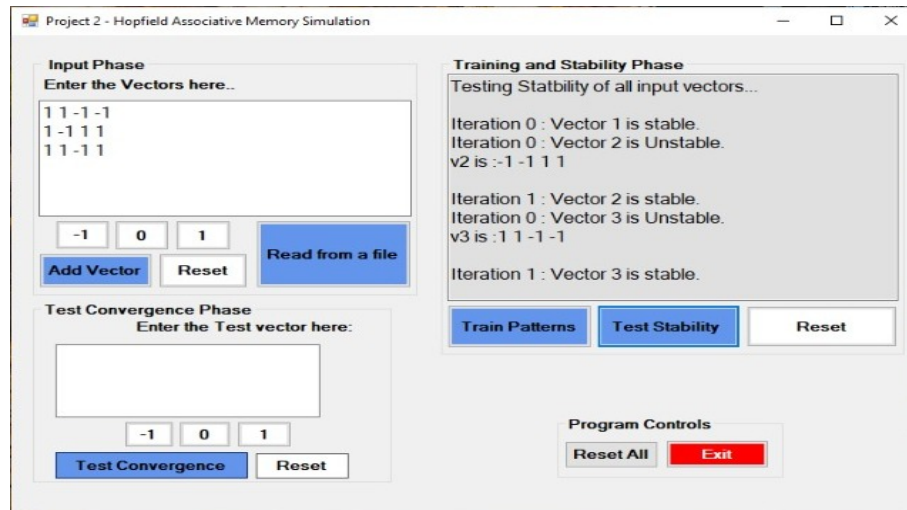 Project 2 - Hopfield Associative Memory Simulation
Input Phase
Enter the Vectors here..
1 1 -1 -1
1 -1 1 1
1 1 -1 1
-1 0 1
Add Vector Reset Read from a file
Test Convergence Phase
Enter the Test vector here:
-1 0 1
Test Convergence Reset
Training and Stability Phase
Testing Statbility of all input vectors...
Iteration 0 : Vector 1 is stable.
Iteration 0 : Vector 2 is Unstable.
v2 is :-1 -1 1 1
Iteration 1 : Vector 2 is stable.
Iteration 0 : Vector 3 is Unstable.
v3 is :1 1 -1 -1
Iteration 1 : Vector 3 is stable.
Train Patterns Test Stability Reset
Program Controls
Reset All Exit